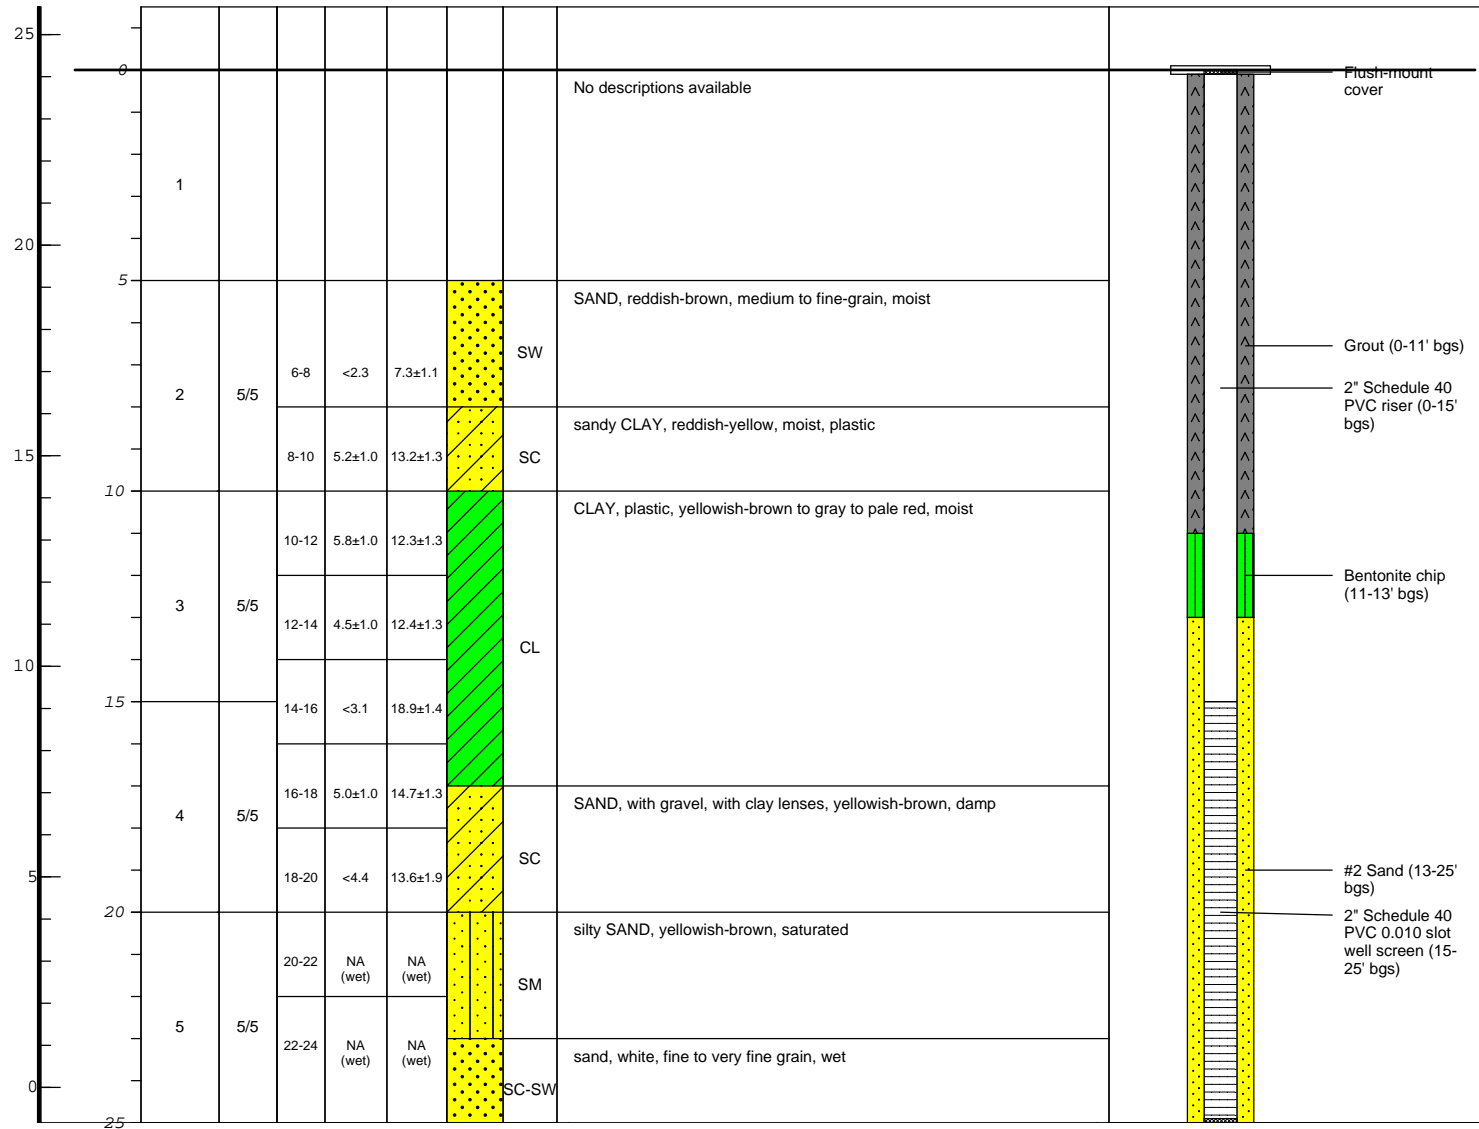 25
0
Flush-mount
cover
No descriptions available
1
20
5
SAND, reddish-brown, medium to fine-grain, moist
SW
Grout (0-11' bgs)
6-8 <2.3 7.3±1.1
2 5/5
2" Schedule 40
PVC riser (0-15'
bgs)
sandy CLAY, reddish-yellow, moist, plastic
15
8-10 5.2±1.0 13.2±1.3 SC
10
CLAY, plastic, yellowish-brown to gray to pale red, moist
10-12 5.8±1.0 12.3±1.3
Bentonite chip
(11-13' bgs)
3 5/5
12-14 4.5±1.0 12.4±1.3
CL
10
15
14-16 <3.1 18.9±1.4
16-18 5.0±1.0 14.7±1.3
SAND, with gravel, with clay lenses, yellowish-brown, damp
4 5/5
SC
5
18-20 <4.4 13.6±1.9
#2 Sand (13-25'
bgs)
20
2" Schedule 40
PVC 0.010 slot
well screen (15-
25' bgs)
silty SAND, yellowish-brown, saturated
20-22 NA
(wet)
NA
(wet)
SM
5 5/5
22-24 NA
(wet)
NA
(wet)
sand, white, fine to very fine grain, wet
0
SC-SW
25